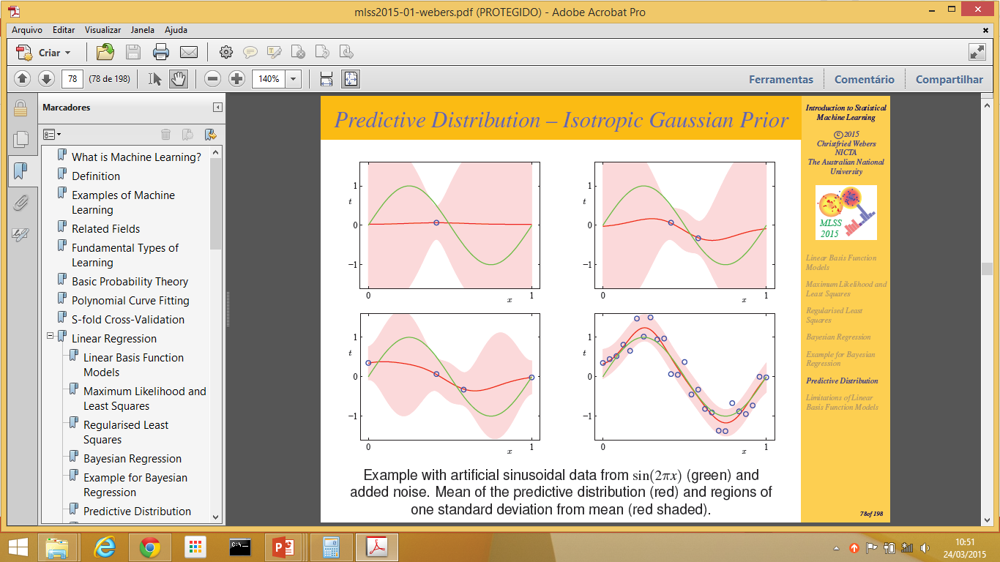 mlss2015-01-webers.pdf (PROTEGIDO) - Adobe Acrobat Pro
Arquivo Editar Visualizar Janela Ajuda
Criar
78 (78 de 198) 140% Ferramentas Comentário Compartilhar
Marcadores
What is Machine Learning?
Definition
Examples of Machine
Learning
Related Fields
Fundamental Types of
Learning
Basic Probability Theory
Polynomial Curve Fitting
S-fold Cross-Validation
Linear Regression
Linear Basis Function
Models
Maximum Likelihood and
Least Squares
Regularised Least
Squares
Bayesian Regression
Example for Bayesian
Regression
Predictive Distribution
Predictive Distribution – Isotropic Gaussian Prior
1
t
0
−1
0 x 1
1
t
0
−1
0 x 1
1
t
0
−1
0 x 1
1
t
0
−1
0 x 1
Example with artificial sinusoidal data from sin(2πx) (green) and
added noise. Mean of the predictive distribution (red) and regions of
one standard deviation from mean (red shaded).
Introduction to Statistical
Machine Learning
©2015
Christfried Webers
NICTA
The Australian National
University
MLSS
2015
Linear Basis Function
Models
Maximum Likelihood and
Least Squares
Regularised Least
Squares
Bayesian Regression
Example for Bayesian
Regression
Predictive Distribution
Limitations of Linear
Basis Function Models
78of 198
C:\_
10:51
24/03/2015